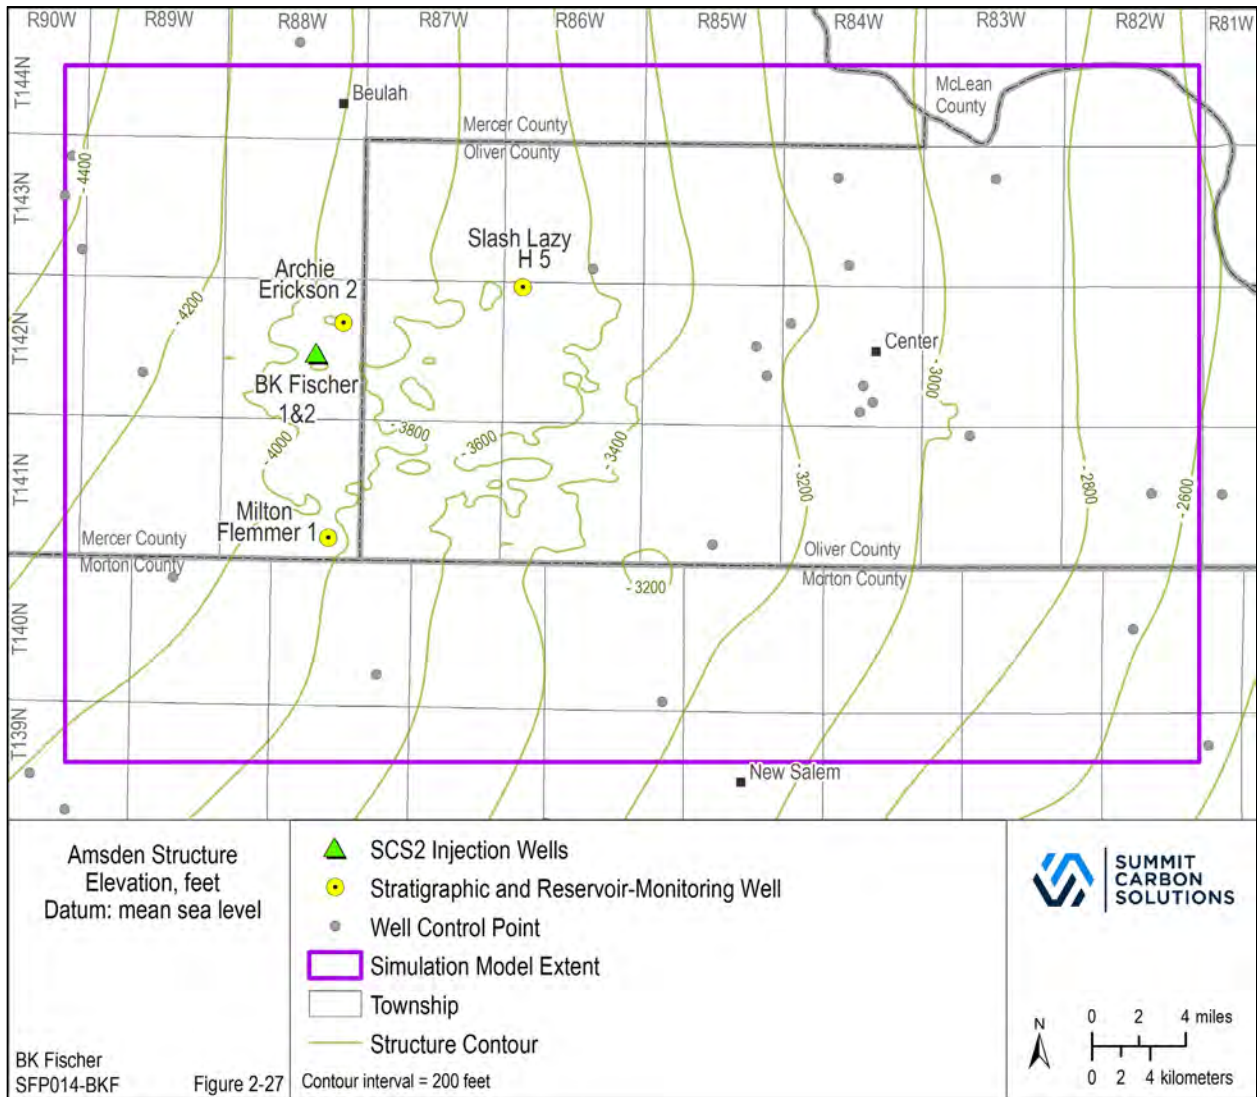 R90W R89W R88W R87W R86W R85W R84W R83W R82W R81W
T144N
T143N
T142N
T141N
T140N
T139N
McLean
County
Beulah
Mercer County
Oliver County
- 4400
Slash Lazy
H 5
Archie
Erickson 2
- 4200
Center
BK Fischer
1&2
- 3000
- 3800
- 4000
- 3600
- 3400
- 3200
- 2800
- 2600
Milton
Flemmer 1
Mercer County
Morton County
Oliver County
Morton County
- 3200
New Salem
Amsden Structure
Elevation, feet
Datum: mean sea level
BK Fischer
SFP014-BKF Figure 2-27
SCS2 Injection Wells
Stratigraphic and Reservoir-Monitoring Well
Well Control Point
Simulation Model Extent
Township
Structure Contour
Contour interval = 200 feet
SUMMIT
CARBON
SOLUTIONS
N
0 2 4 miles
0 2 4 kilometers